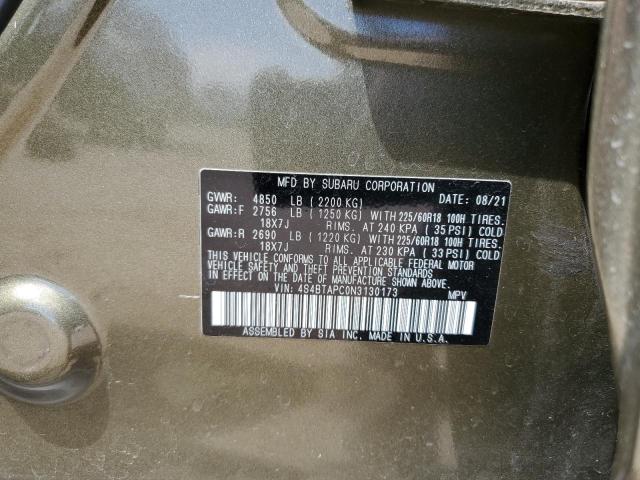 MFD BY SUBARU CORPORATION DATE: 08/21
GVWR: 4850 LB ( 2200 KG)
GAWR:F 2756 LB ( 1250 KG) WITH 225/60R18 100H TIRES.
18X7J RIMS. AT 240 KPA ( 35 PSI) COLD
GAWR:R 2690 LB ( 1220 KG) WITH 225/60R18 100H TIRES.
18X7J RIMS. AT 230 KPA ( 33 PSI) COLD
THIS VEHICLE CONFORMS TO ALL APPLICABLE FEDERAL MOTOR
VEHICLE SAFETY AND THEFT PREVENTION STANDARDS
IN EFFECT ON THE DATE OF MANUFACTURE SHOWN ABOVE.
VIN: 4S4BTAPC0N3130173 MPV
ASSEMBLED BY SIA INC. MADE IN U.S.A.